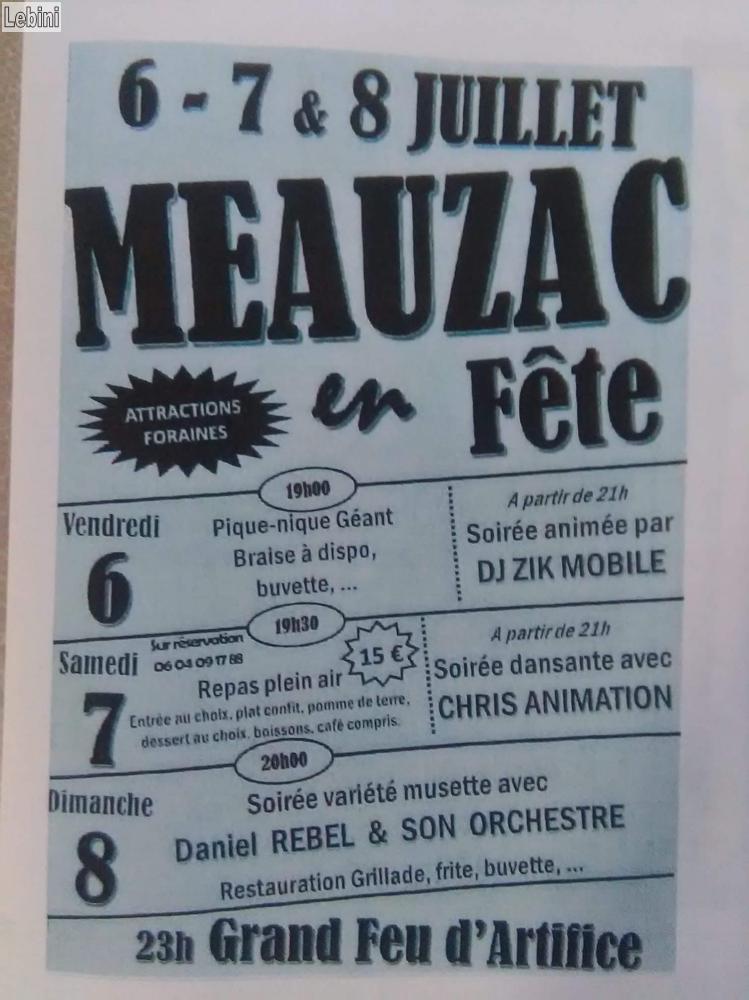 Lebini
6 - 7 & 8 JUILLET
MEAUZAC
en Fête
ATTRACTIONS
FORAINES
Vendredi
6
19h00
Pique-nique Géant
Braise à dispo,
buvette, ...
A partir de 21h
Soirée animée par
DJ ZIK MOBILE
Samedi
7
Sur réservation
06 04 09 17 88
19h30
15 €
Repas plein air
Entrée au choix, plat confit, pomme de terre,
dessert au choix, boissons, café compris.
A partir de 21h
Soirée dansante avec
CHRIS ANIMATION
Dimanche
8
20h00
Soirée variété musette avec
Daniel REBEL & SON ORCHESTRE
Restauration Grillade, frite, buvette, ...
23h Grand Feu d'Artifice